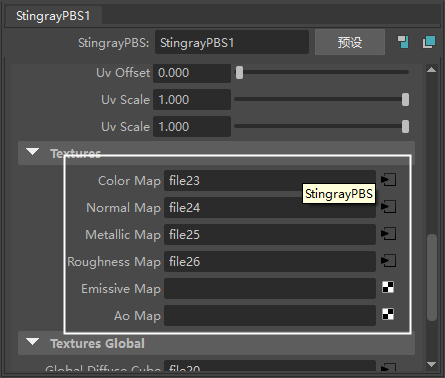 StingrayPBS1
StingrayPBS: StingrayPBS1 预设
Uv Offset 0.000
Uv Scale 1.000
Uv Scale 1.000
Textures
Color Map file23
StingrayPBS
Normal Map file24
Metallic Map file25
Roughness Map file26
Emissive Map
Ao Map
Textures Global
Global Diffuse Cube file20